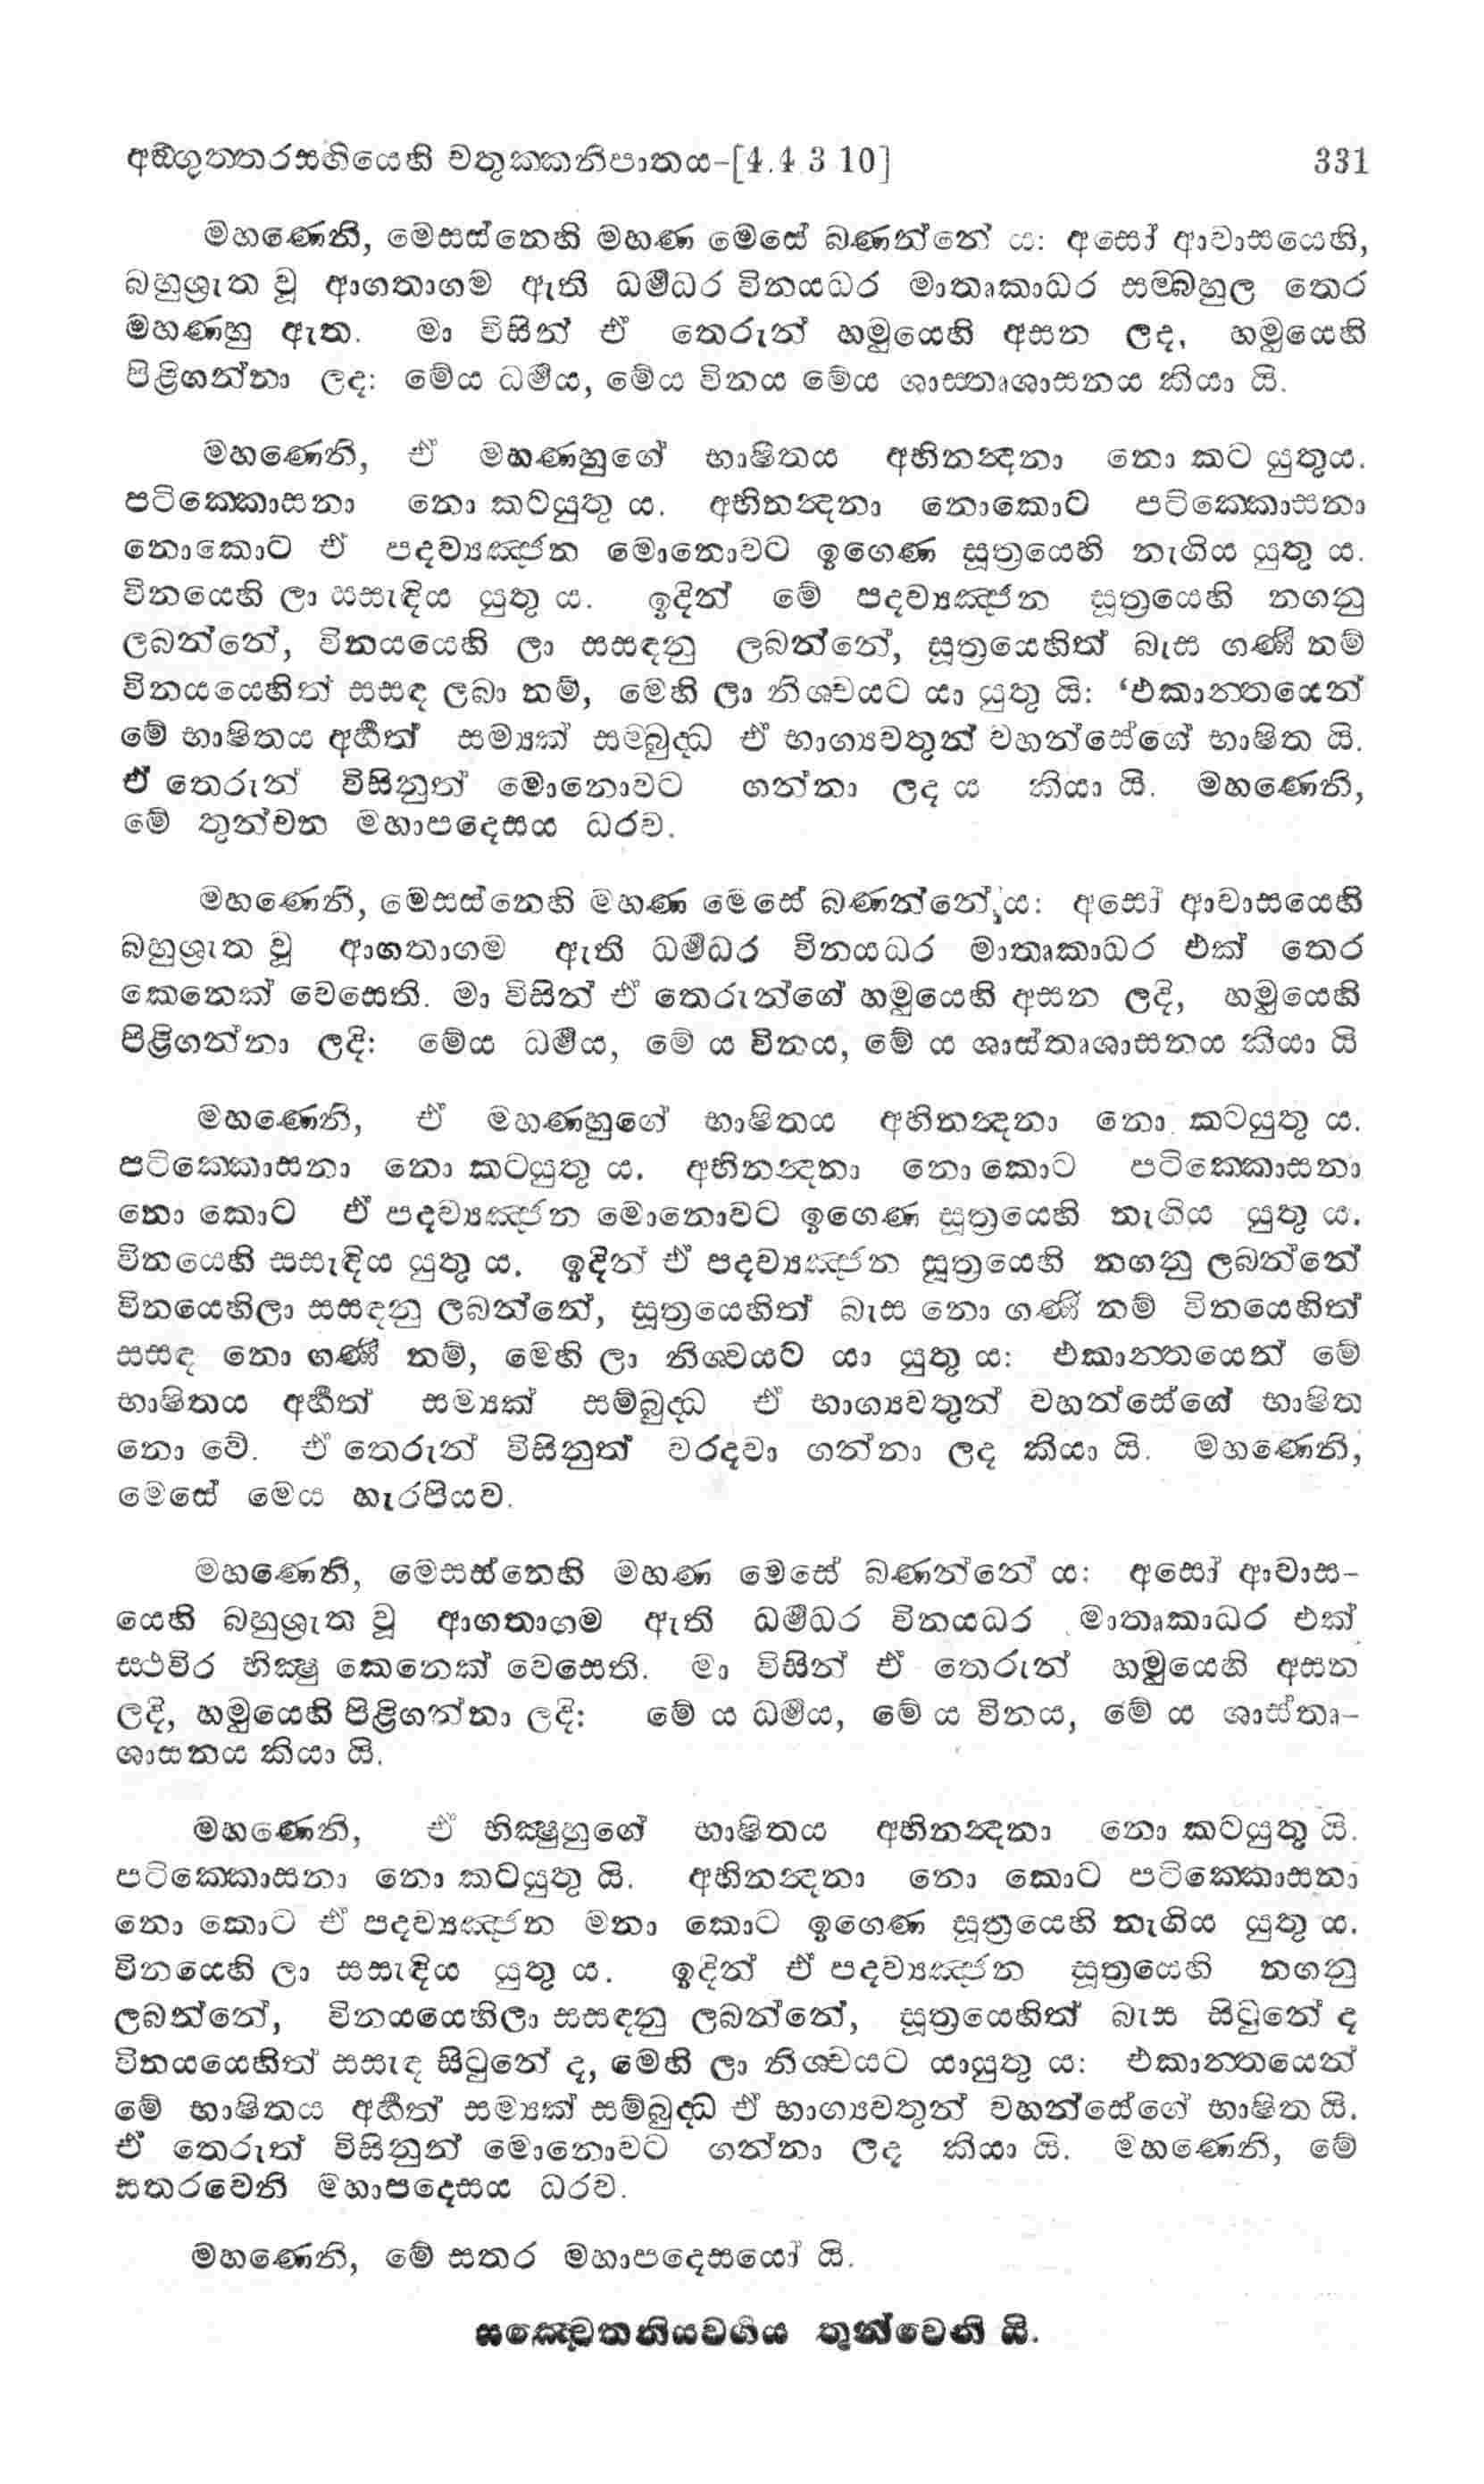 අඞ්ගුත්තරසඟියෙහි චතුක්කනිපාතය-[4.4.3 10] 331
මහණෙනි, මෙසස්නෙහි මහණ මෙසේ බණන්නේ ය: අසෝ ආවාසයෙහි,
බහුශ්‍රැත වූ ආගතාගම ඇති ධර්මධර විනයධර මාතෘකාධර සම්බහුල තෙර
මහණහු ඇත. මා විසින් ඒ තෙරුන් හමුයෙහි අසන ලද, හමුයෙහි
පිළිගන්නා ලද: මේය ධර්මය, මේය විනය මේය ශාස්තෘශාසනය කියා යි.
මහණෙනි, ඒ මහණහුගේ භාෂිතය අභිනන්‍දනා නො කට යුතුය.
පටික්කොසනා නො කටයුතු ය. අභිනන්‍දනා නොකොට පටික්කොසනා
නොකොට ඒ පදව්‍යඤ්ජන මොනොවට ඉගෙණ සූත්‍රයෙහි නැගිය යුතු ය.
විනයෙහි ලා සසැඳිය යුතු ය. ඉදින් මේ පදව්‍යඤ්ජන සූත්‍රයෙහි නගනු
ලබන්නේ, විනයයෙහි ලා සසඳනු ලබන්නේ, සූත්‍රයෙහිත් බැස ගණී නම්
විනයයෙහිත් සසඳ ලබා නම්, මෙහි ලා නිශ්චයට යා යුතු යි: ‘එකාන්තයෙන්
මේ භාෂිතය අර්හත් සම්‍යක් සම්බුද්ධ ඒ භාග්‍යවතුන් වහන්සේගේ භාෂිත යි.
ඒ තෙරුන් විසිනුත් මොනොවට ගන්නා ලද ය කියා යි. මහණෙනි,
මේ තුන්වන මහාපදෙසය ධරව.
මහණෙනි, මෙසස්නෙහි මහණ මෙසේ බණන්නේ ය: අසෝ ආවාසයෙහි
බහුශ්‍රැත වූ ආගතාගම ඇති ධර්මධර විනයධර මාතෘකාධර එක් තෙර
කෙනෙක් වෙසෙති. මා විසින් ඒ තෙරුන්ගේ හමුයෙහි අසන ලදි, හමුයෙහි
පිළිගන්නා ලදි: මේය ධර්මය, මේ ය විනය, මේ ය ශාස්තෘශාසනය කියා යි
මහණෙනි, ඒ මහණහුගේ භාෂිතය අභිනන්‍දනා නො කටයුතු ය.
පටික්කොසනා නො කටයුතු ය. අභිනන්‍දනා නො කොට පටික්කොසනා
නො කොට ඒ පදව්‍යඤ්ජන මොනොවට ඉගෙණ සූත්‍රයෙහි නැගිය යුතු ය.
විනයෙහි සසැඳිය යුතු ය. ඉදින් ඒ පදව්‍යඤ්ජන සූත්‍රයෙහි නගනු ලබන්නේ
විනයෙහිලා සසඳනු ලබන්නේ, සූත්‍රයෙහිත් බැස නො ගණී නම් විනයෙහිත්
සසඳ නො ගණී නම්, මෙහි ලා නිශ්චයට යා යුතු ය: එකාන්තයෙන් මේ
භාෂිතය අර්හත් සම්‍යක් සම්බුද්ධ ඒ භාග්‍යවතුන් වහන්සේගේ භාෂිත
නො වේ. ඒ තෙරුන් විසිනුත් වරදවා ගන්නා ලද කියා යි. මහණෙනි,
මෙසේ මෙය හැරපියව.
මහණෙනි, මෙසස්නෙහි මහණ මෙසේ බණන්නේ ය: අසෝ ආවාස-
යෙහි බහුශ්‍රැත වූ ආගතාගම ඇති ධර්මධර විනයධර මාතෘකාධර එක්
ස්ථවිර භික්‍ෂු කෙනෙක් වෙසෙති. මා විසින් ඒ තෙරුන් හමුයෙහි අසන
ලදි, හමුයෙහි පිළිගන්නා ලදි: මේ ය ධර්මය, මේ ය විනය, මේ ය ශාස්තෘ-
ශාසනය කියා යි.
මහණෙනි, ඒ භික්‍ෂුහුගේ භාෂිතය අභිනන්‍දනා නො කටයුතු යි.
පටික්කොසනා නො කටයුතු යි. අභිනන්‍දනා නො කොට පටික්කොසනා
නො කොට ඒ පදව්‍යඤ්ජන මනා කොට ඉගෙණ සූත්‍රයෙහි නැගිය යුතු ය.
විනයෙහි ලා සසැඳිය යුතු ය. ඉදින් ඒ පදව්‍යඤ්ජන සූත්‍රයෙහි නගනු
ලබන්නේ, විනයයෙහිලා සසඳනු ලබන්නේ, සූත්‍රයෙහිත් බැස සිටුනේ ද
විනයයෙහිත් සසැඳ සිටුනේ ද, මෙහි ලා නිශ්චයට යායුතු ය: එකාන්තයෙන්
මේ භාෂිතය අර්හත් සම්‍යක් සම්බුද්ධ ඒ භාග්‍යවතුන් වහන්සේගේ භාෂිත යි.
ඒ තෙරුන් විසිනුන් මොනොවට ගන්නා ලද කියා යි. මහණෙනි, මේ
සතරවෙනි මහාපදෙසය ධරව.
මහණෙනි, මේ සතර මහාපදෙසයෝ යි.
සඤ්චේතනියවර්ගය තුන්වෙනි යි.